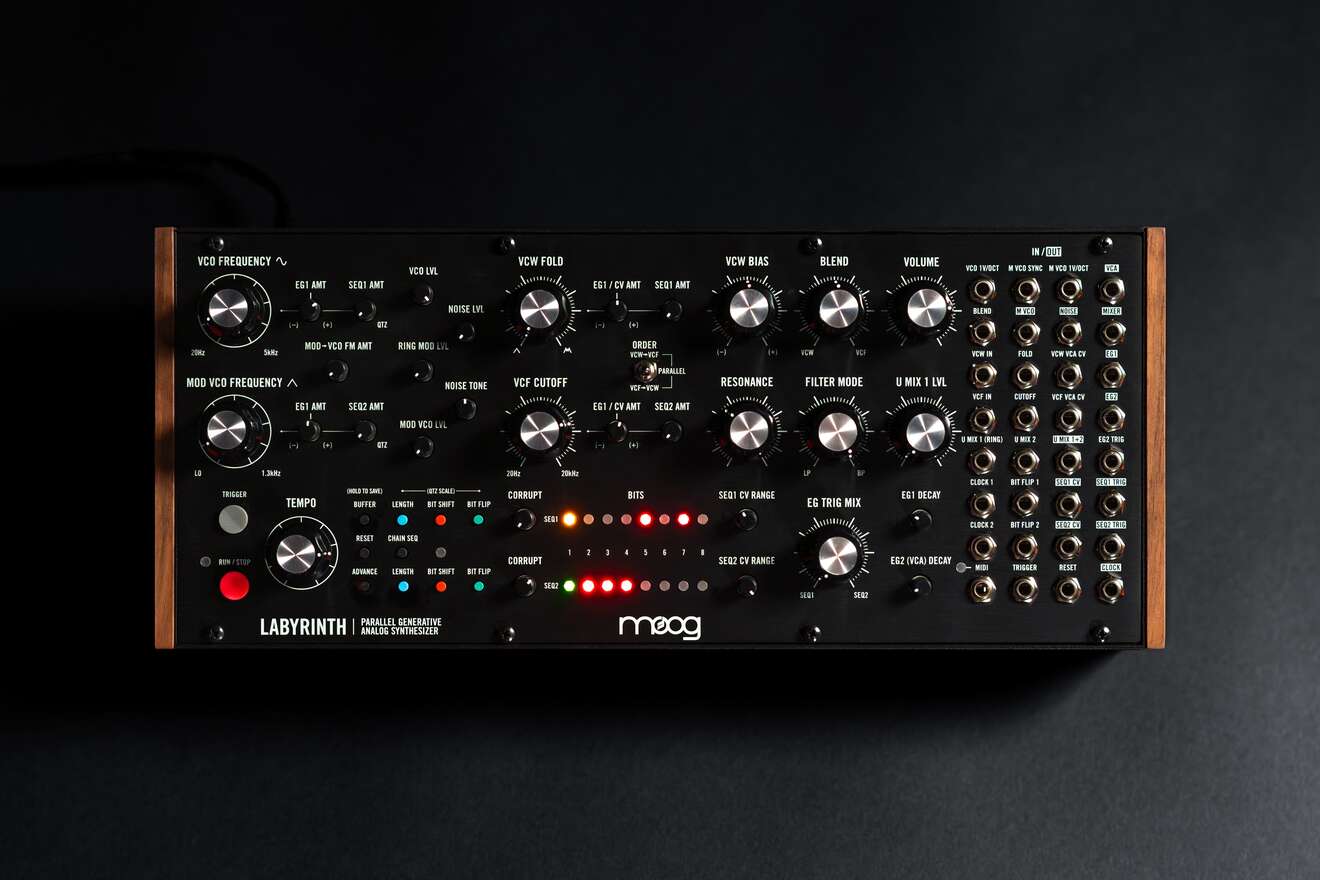 VCO FREQUENCY
20Hz
5kHz
EG1 AMT
(−) (+)
SEQ1 AMT
QTZ
VCO LVL
NOISE LVL
MOD→VCO FM AMT
RING MOD LVL
MOD VCO FREQUENCY
LO
1.3kHz
EG1 AMT
(−) (+)
SEQ2 AMT
QTZ
NOISE TONE
MOD VCO LVL
VCW FOLD
EG1 / CV AMT
(−) (+)
SEQ1 AMT
ORDER
VCW→VCF
PARALLEL
VCF→VCW
VCF CUTOFF
20Hz
20kHz
EG1 / CV AMT
(−) (+)
SEQ2 AMT
VCW BIAS
(−) (+)
BLEND
VCW VCF
VOLUME
RESONANCE
FILTER MODE
LP BP
U MIX 1 LVL
TRIGGER
RUN / STOP
TEMPO
(HOLD TO SAVE)
(QTZ SCALE)
BUFFER LENGTH BIT SHIFT BIT FLIP
RESET CHAIN SEQ
ADVANCE LENGTH BIT SHIFT BIT FLIP
CORRUPT
BITS
SEQ1
1 2 3 4 5 6 7 8
CORRUPT
SEQ2
SEQ1 CV RANGE
SEQ2 CV RANGE
EG TRIG MIX
SEQ1 SEQ2
EG1 DECAY
EG2 (VCA) DECAY
IN / OUT
VCO 1V/OCT M VCO SYNC M VCO 1V/OCT VCA
BLEND M VCO NOISE MIXER
VCW IN FOLD VCW VCA CV EG1
VCF IN CUTOFF VCF VCA CV EG2
U MIX 1 (RING) U MIX 2 U MIX 1+2 EG2 TRIG
CLOCK 1 BIT FLIP 1 SEQ1 CV SEQ1 TRIG
CLOCK 2 BIT FLIP 2 SEQ2 CV SEQ2 TRIG
MIDI TRIGGER RESET CLOCK
LABYRINTH
PARALLEL GENERATIVE
ANALOG SYNTHESIZER
moog